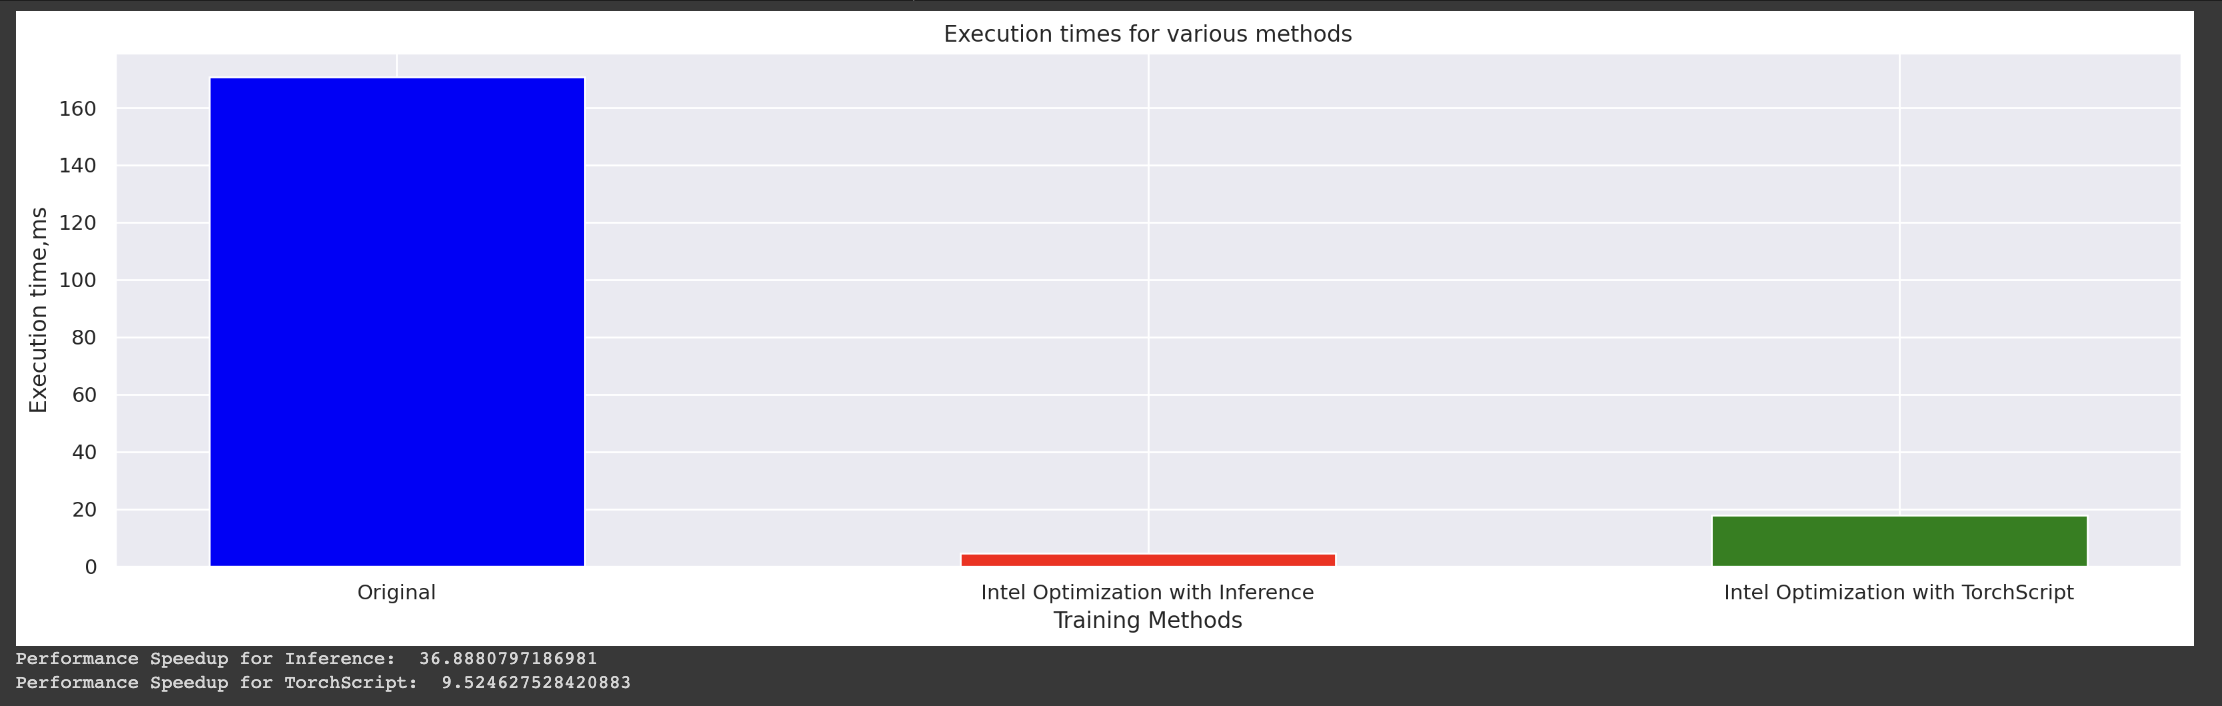 Execution times for various methods
Execution time,ms
160
140
120
100
80
60
40
20
0
Original Intel Optimization with Inference Intel Optimization with TorchScript
Training Methods
Performance Speedup for Inference: 36.8880797186981
Performance Speedup for TorchScript: 9.524627528420883